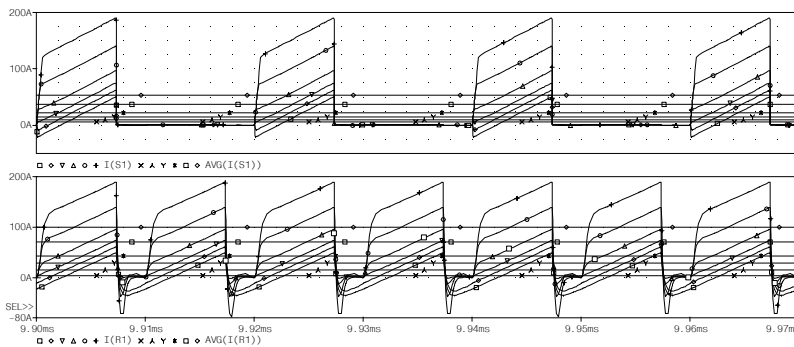 200A
100A
0A
I(S1) AVG(I(S1))
200A
100A
0A
SEL>>
-80A
9.90ms 9.91ms 9.92ms 9.93ms 9.94ms 9.95ms 9.96ms 9.97ms
I(R1) AVG(I(R1))